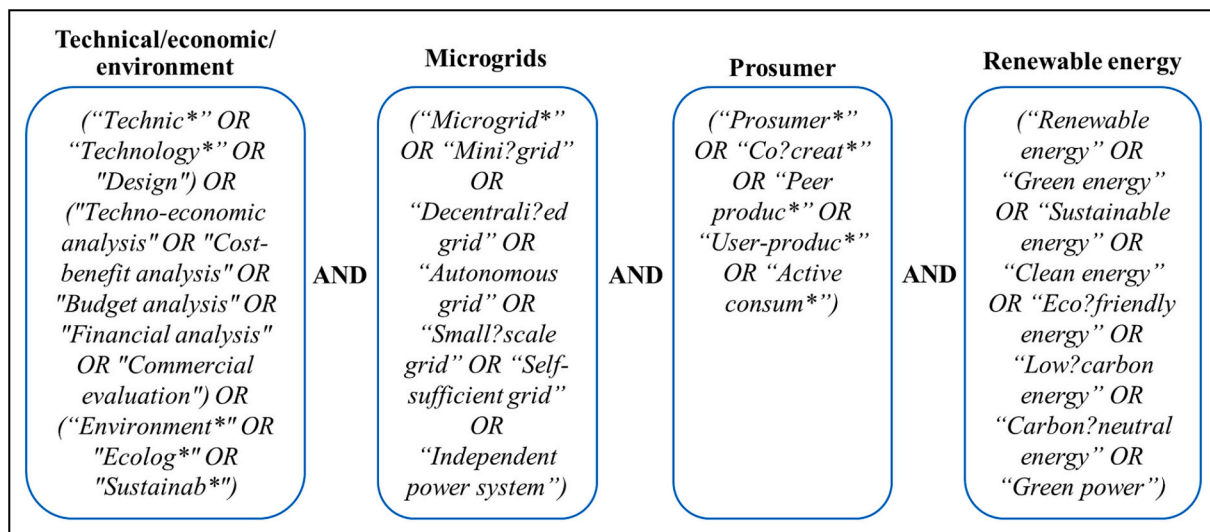 Technical/economic/
environment
(“Technic*” OR
“Technology*” OR
"Design") OR
("Techno-economic
analysis" OR "Cost-
benefit analysis" OR
"Budget analysis" OR
"Financial analysis"
OR "Commercial
evaluation") OR
(“Environment*" OR
"Ecolog*" OR
"Sustainab*")
AND
Microgrids
(“Microgrid*”
OR “Mini?grid”
OR
“Decentrali?ed
grid” OR
“Autonomous
grid” OR
“Small?scale
grid” OR “Self-
sufficient grid”
OR
“Independent
power system”)
AND
Prosumer
(“Prosumer*”
OR “Co?creat*”
OR “Peer
produc*” OR
“User-produc*”
OR “Active
consum*”)
AND
Renewable energy
(“Renewable
energy” OR
“Green energy”
OR “Sustainable
energy” OR
“Clean energy”
OR “Eco?friendly
energy” OR
“Low?carbon
energy” OR
“Carbon?neutral
energy” OR
“Green power”)